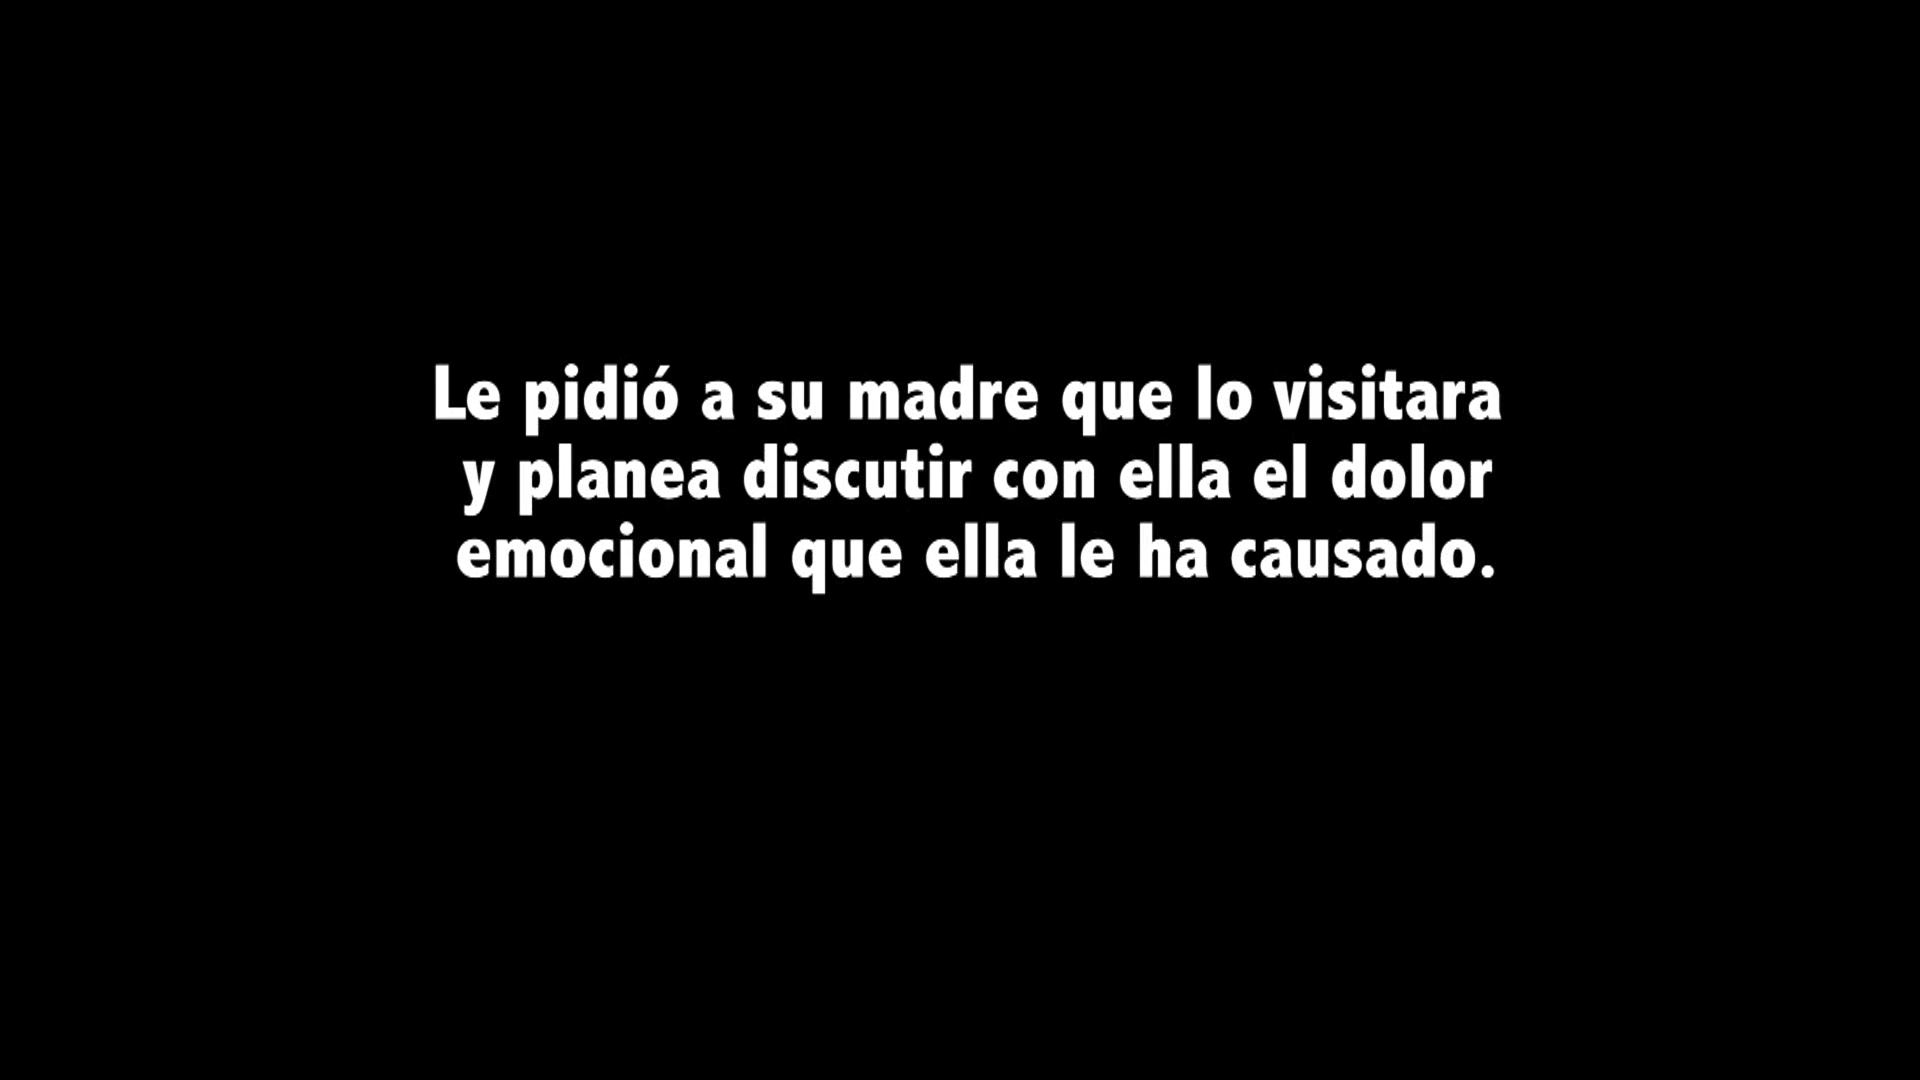 Le pidió a su madre que lo visitara
y planea discutir con ella el dolor
emocional que ella le ha causado.